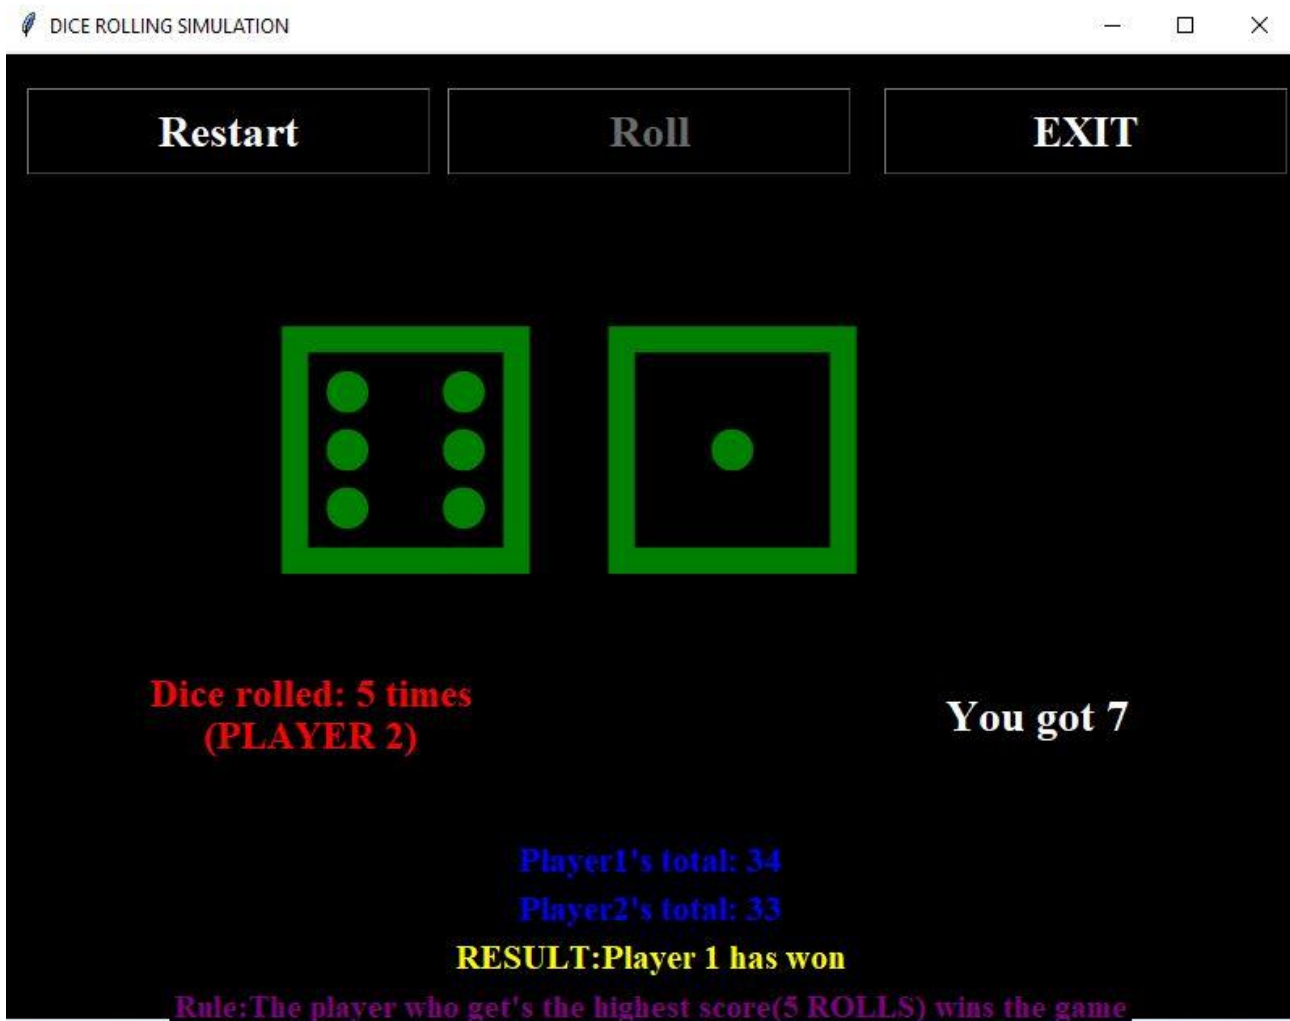 DICE ROLLING SIMULATION
Restart
Roll
EXIT
Dice rolled: 5 times
(PLAYER 2)
You got 7
Player1's total: 34
Player2's total: 33
RESULT:Player 1 has won
Rule:The player who get's the highest score(5 ROLLS) wins the game